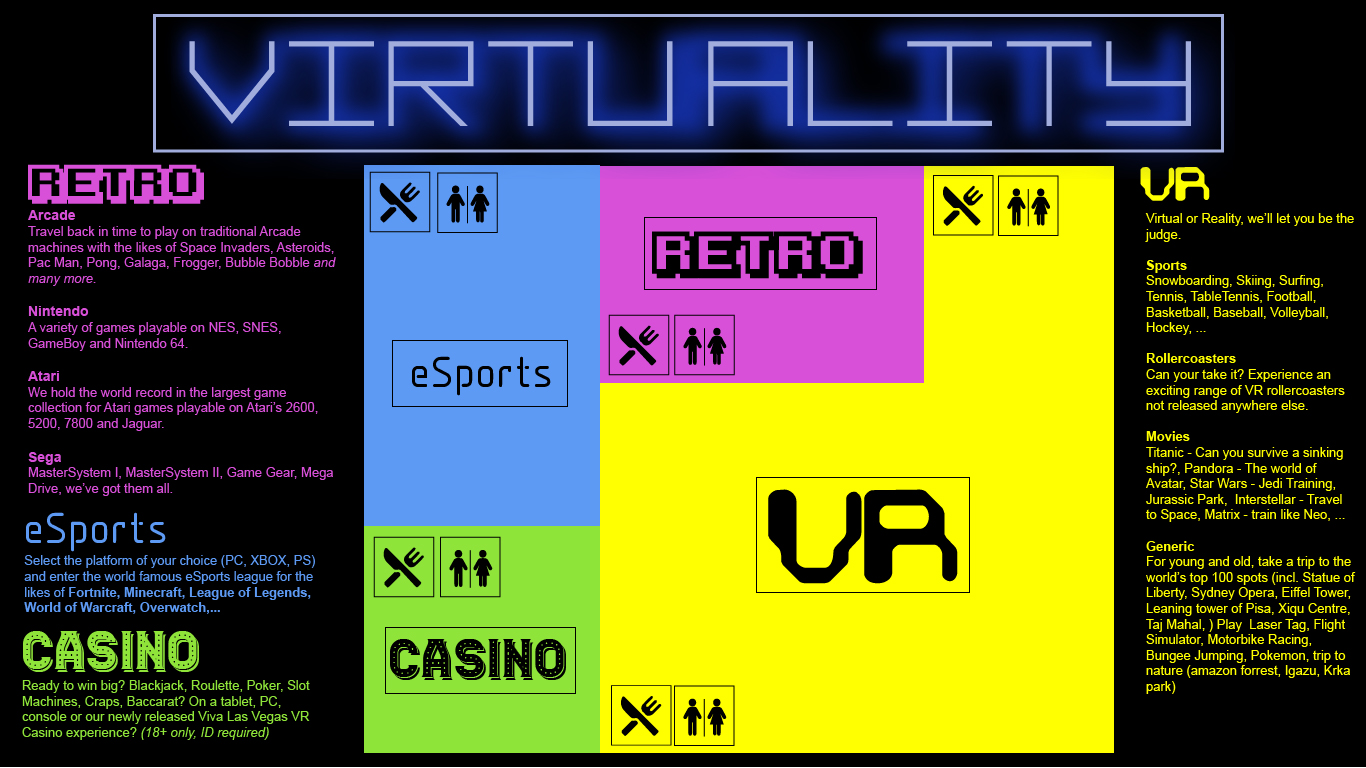 VIRTUALITY
RETRO
Arcade
Travel back in time to play on traditional Arcade
machines with the likes of Space Invaders, Asteroids,
Pac Man, Pong, Galaga, Frogger, Bubble Bobble and
many more.
Nintendo
A variety of games playable on NES, SNES,
GameBoy and Nintendo 64.
Atari
We hold the world record in the largest game
collection for Atari games playable on Atari's 2600,
5200, 7800 and Jaguar.
Sega
MasterSystem I, MasterSystem II, Game Gear, Mega
Drive, we've got them all.
eSports
Select the platform of your choice (PC, XBOX, PS)
and enter the world famous eSports league for the
likes of Fortnite, Minecraft, League of Legends,
World of Warcraft, Overwatch,...
CASINO
Ready to win big? Blackjack, Roulette, Poker, Slot
Machines, Craps, Baccarat? On a tablet, PC,
console or our newly released Viva Las Vegas VR
Casino experience? (18+ only, ID required)
eSports
RETRO
CASINO
VR
VR
Virtual or Reality, we'll let you be the
judge.
Sports
Snowboarding, Skiing, Surfing,
Tennis, TableTennis, Football,
Basketball, Baseball, Volleyball,
Hockey, ...
Rollercoasters
Can your take it? Experience an
exciting range of VR rollercoasters
not released anywhere else.
Movies
Titanic - Can you survive a sinking
ship?, Pandora - The world of
Avatar, Star Wars - Jedi Training,
Jurassic Park,  Interstellar - Travel
to Space, Matrix - train like Neo, ...
Generic
For young and old, take a trip to the
world's top 100 spots (incl. Statue of
Liberty, Sydney Opera, Eiffel Tower,
Leaning tower of Pisa, Xiqu Centre,
Taj Mahal, ) Play  Laser Tag, Flight
Simulator, Motorbike Racing,
Bungee Jumping, Pokemon, trip to
nature (amazon forrest, Igazu, Krka
park)